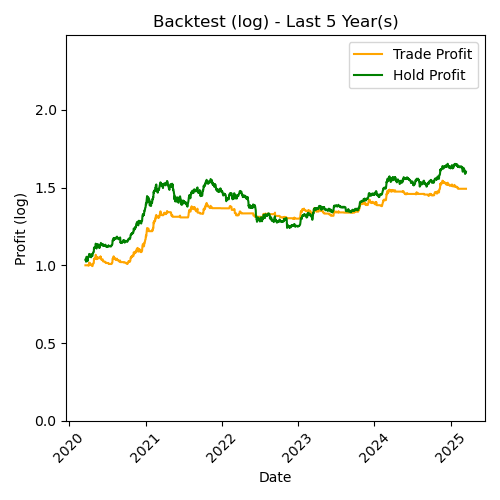 Backtest (log) - Last 5 Year(s)
Trade Profit
Hold Profit
Profit (log)
2.0
1.5
1.0
0.5
0.0
2020
2021
2022
2023
2024
2025
Date